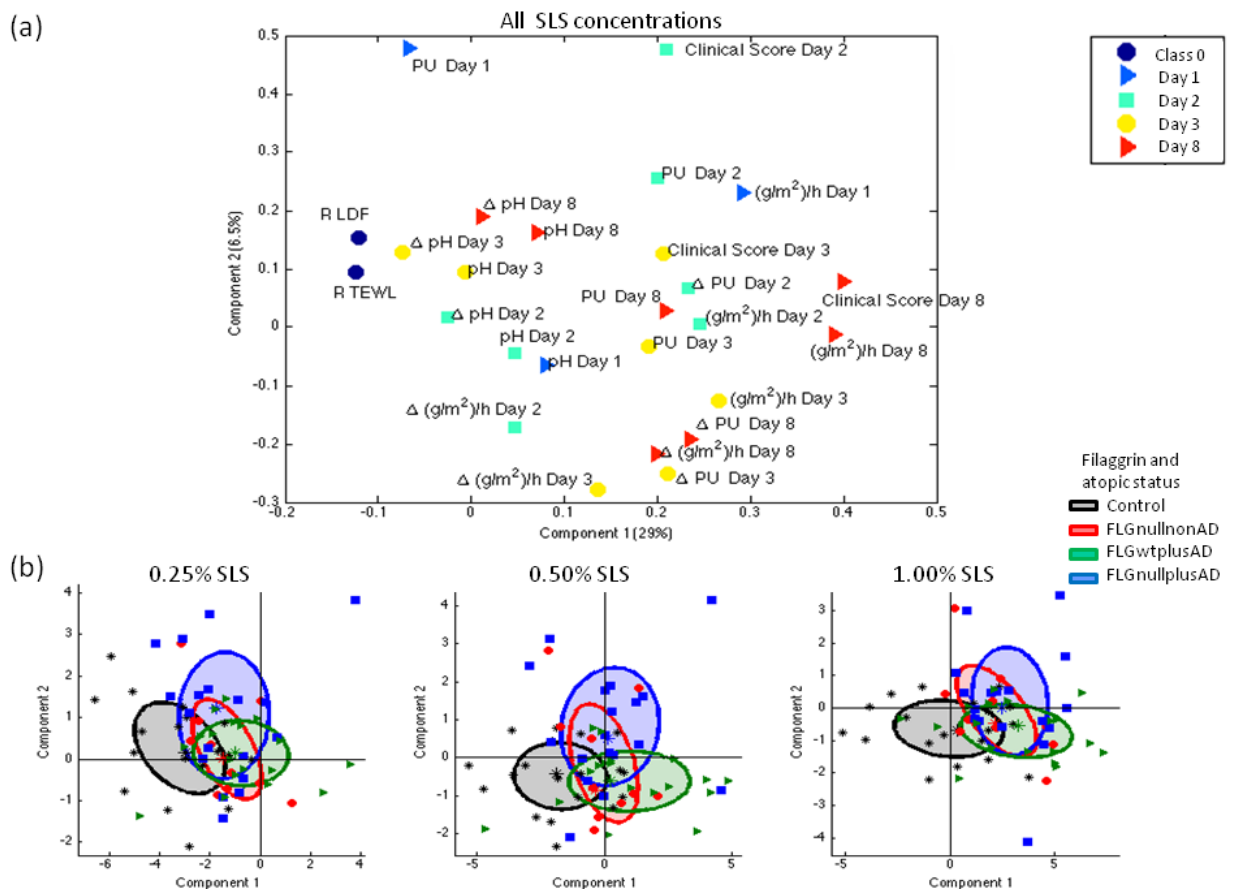 (a)
All SLS concentrations
0.5
0.4
0.3
0.2
0.1
0
-0.1
-0.2
-0.3
Component 2 (6.5%)
-0.2
-0.1
0
0.1
0.2
0.3
0.4
0.5
Component 1 (29%)
PU Day 1
Clinical Score Day 2
PU Day 2
(g/m²)/h Day 1
△ pH Day 8
pH Day 8
R LDF
△ pH Day 3
pH Day 3
R TEWL
Clinical Score Day 3
△ PU Day 2
PU Day 8
Clinical Score Day 8
△ pH Day 2
(g/m²)/h Day 2
pH Day 2
PU Day 3
(g/m²)/h Day 8
pH Day 1
△ (g/m²)/h Day 2
(g/m²)/h Day 3
△ PU Day 8
△ (g/m²)/h Day 8
△ (g/m²)/h Day 3
△ PU Day 3
Class 0
Day 1
Day 2
Day 3
Day 8
Filaggrin and
atopic status
Control
FLGnullnonAD
FLGwtplusAD
FLGnullplusAD
(b)
0.25% SLS
4
3
2
1
0
-1
-2
Component 2
-6
-4
-2
0
2
4
Component 1
0.50% SLS
4
3
2
1
0
-1
-2
Component 2
-5
0
5
Component 1
1.00% SLS
3
2
1
0
-1
-2
-3
-4
Component 2
-5
0
5
Component 1